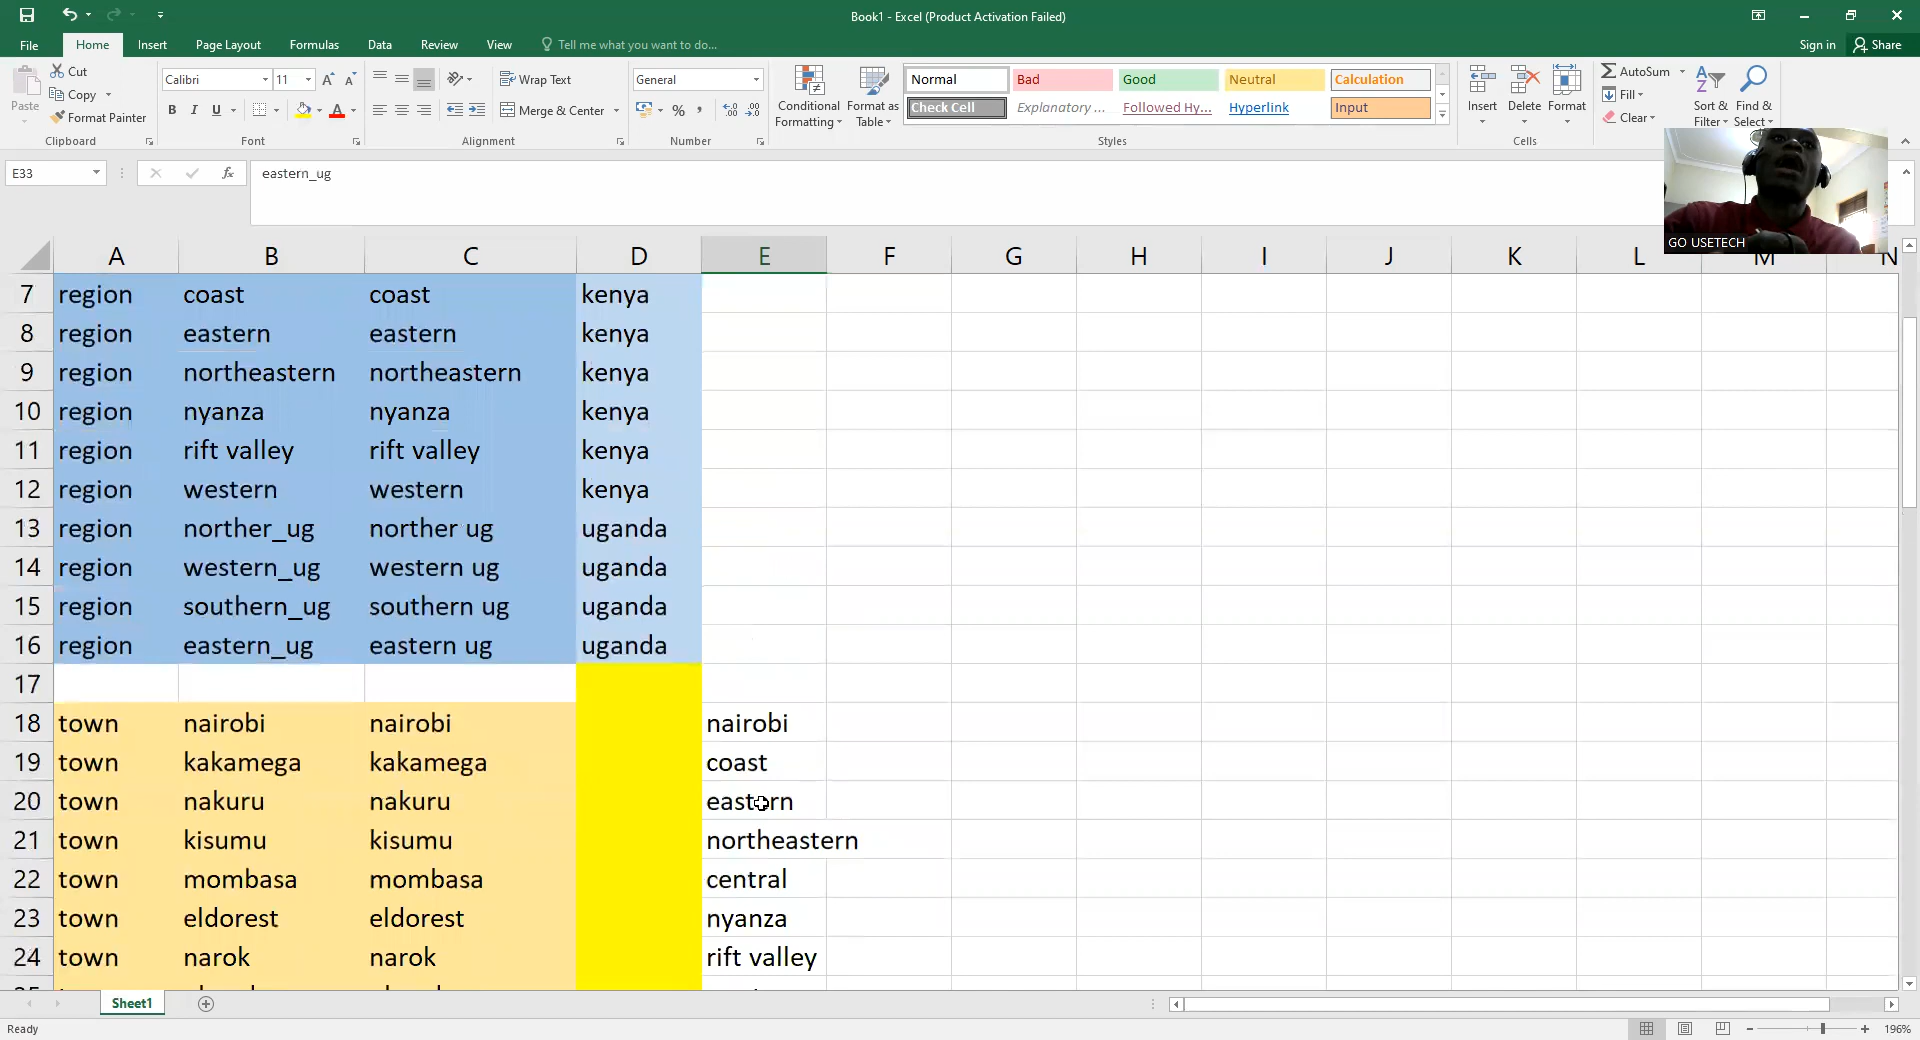 Book1 - Excel (Product Activation Failed)
File Home Insert Page Layout Formulas Data Review View Tell me what you want to do... Sign in Share
Paste Cut Copy Format Painter Clipboard
Calibri 11 A A B I U A Font
Wrap Text Merge & Center Alignment
General % , Number
Conditional Formatting Format as Table
Normal Bad Good Neutral Calculation
Check Cell Explanatory ... Followed Hy... Hyperlink Input
Styles
Insert Delete Format Cells
AutoSum Fill Clear Sort & Filter Find & Select
GO USETECH
E33 fx eastern_ug
A B C D E F G H I J K L M N
7 region coast coast kenya
8 region eastern eastern kenya
9 region northeastern northeastern kenya
10 region nyanza nyanza kenya
11 region rift valley rift valley kenya
12 region western western kenya
13 region norther_ug norther ug uganda
14 region western_ug western ug uganda
15 region southern_ug southern ug uganda
16 region eastern_ug eastern ug uganda
17
18 town nairobi nairobi nairobi
19 town kakamega kakamega coast
20 town nakuru nakuru eastern
21 town kisumu kisumu northeastern
22 town mombasa mombasa central
23 town eldorest eldorest nyanza
24 town narok narok rift valley
Sheet1
Ready 196%